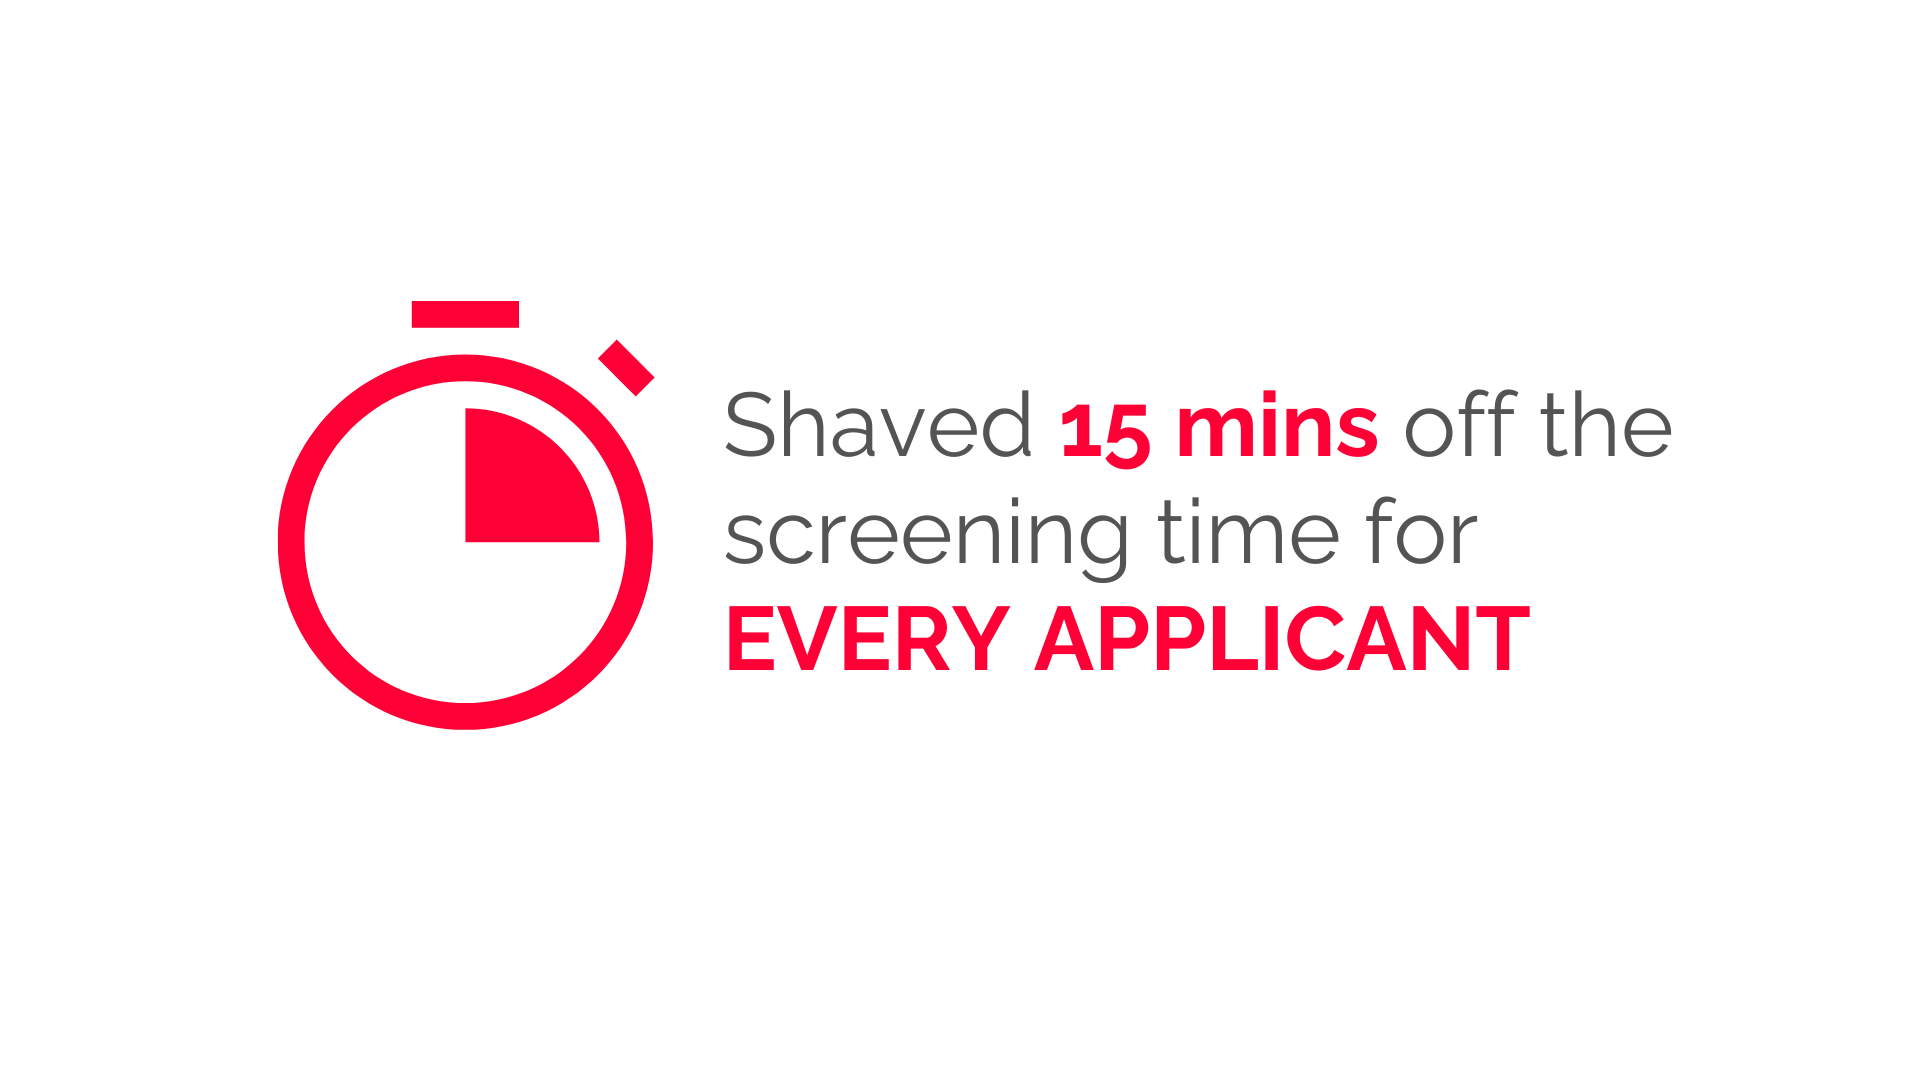 Shaved 15 mins off the
screening time for
EVERY APPLICANT